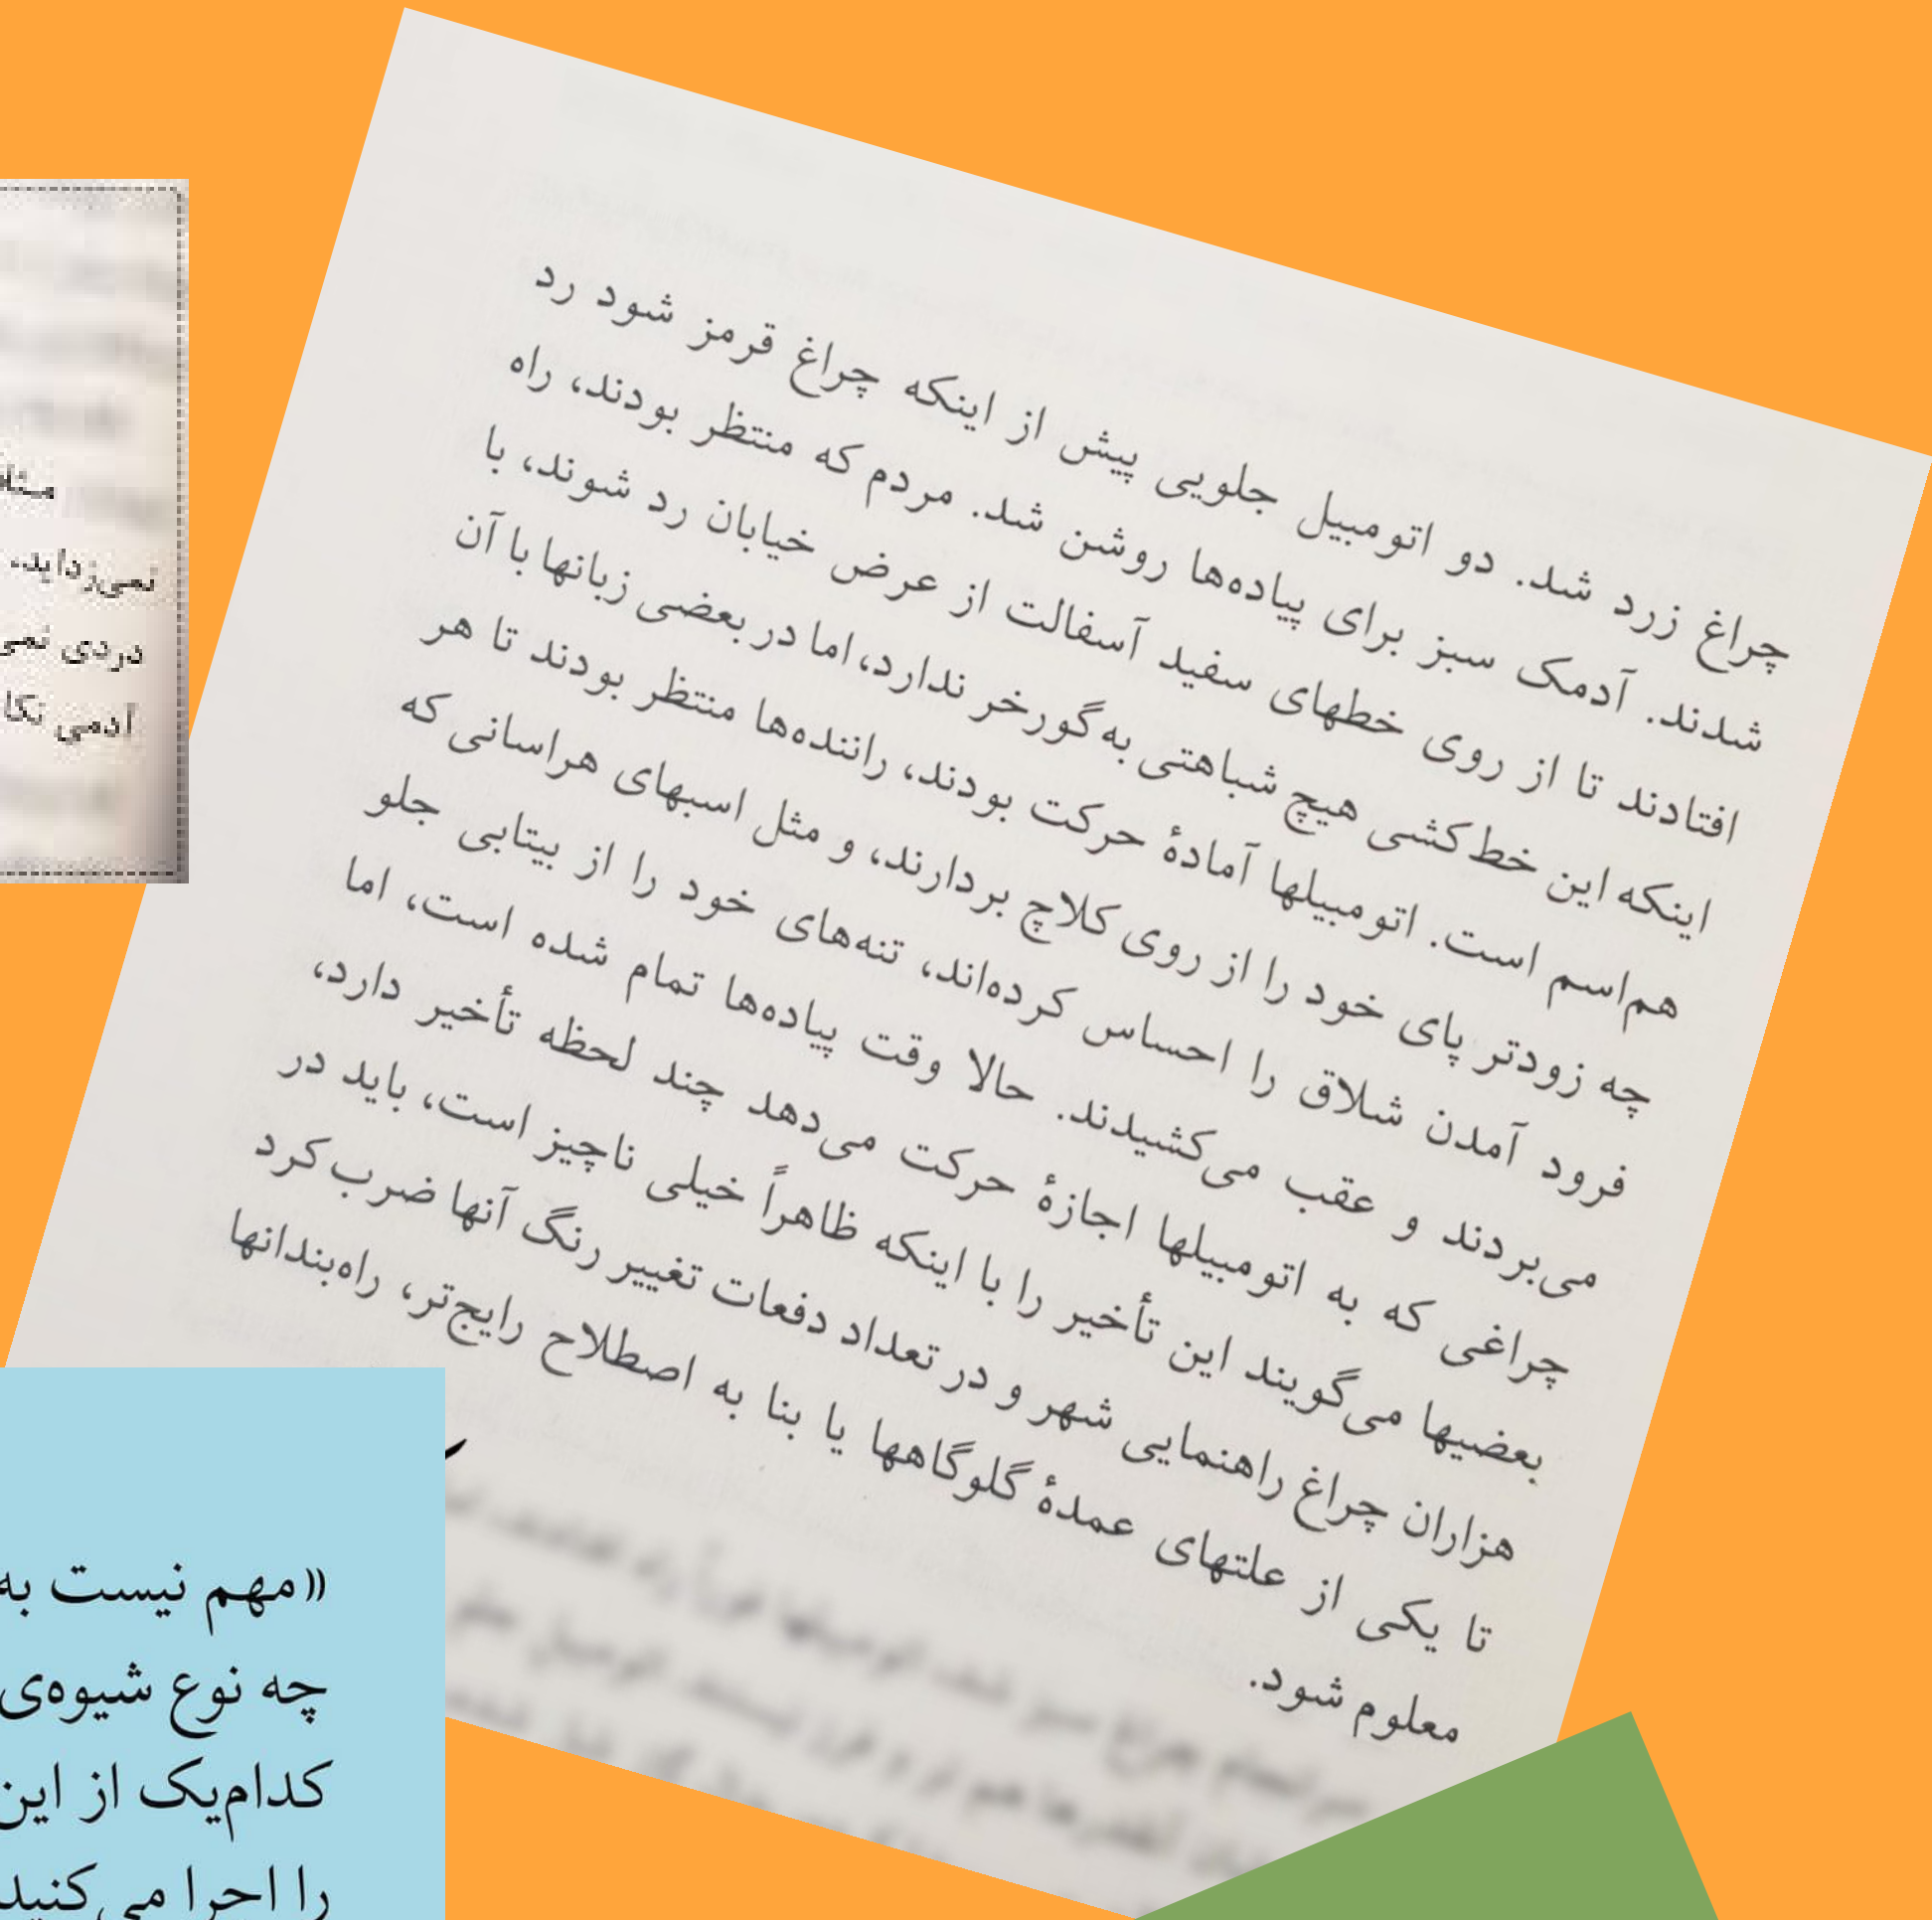 چراغ زرد شد. دو اتومبیل جلویی پیش از اینکه چراغ قرمز شود رد
شدند. آدمک سبز برای پیاده‌ها روشن شد. مردم که منتظر بودند، راه
افتادند تا از روی خطهای سفید آسفالت از عرض خیابان رد شوند، با
اینکه این خط‌کشی هیچ شباهتی به گورخر ندارد، اما در بعضی زبانها با آن
هم‌اسم است. اتومبیلها آمادهٔ حرکت بودند، راننده‌ها منتظر بودند تا هر
چه زودتر پای خود را از روی کلاچ بردارند، و مثل اسبهای هراسانی که
فرود آمدن شلاق را احساس کرده‌اند، تنه‌های خود را از بیتابی جلو
می‌بردند و عقب می‌کشیدند. حالا وقت پیاده‌ها تمام شده است، اما
چراغی که به اتومبیلها اجازهٔ حرکت می‌دهد چند لحظه تأخیر دارد،
بعضیها می‌گویند این تأخیر را با اینکه ظاهراً خیلی ناچیز است، باید در
هزاران چراغ راهنمایی شهر و در تعداد دفعات تغییر رنگ آنها ضرب کرد
تا یکی از علتهای عمدهٔ گلوگاهها یا بنا به اصطلاح رایج‌تر، راه‌بندانها
معلوم شود.
نمی‌زداید.
دردی نمی
آدمی نکا
«مهم نیست به
چه نوع شیوه‌ی
کدام‌یک از این
را اجرا می‌کنید